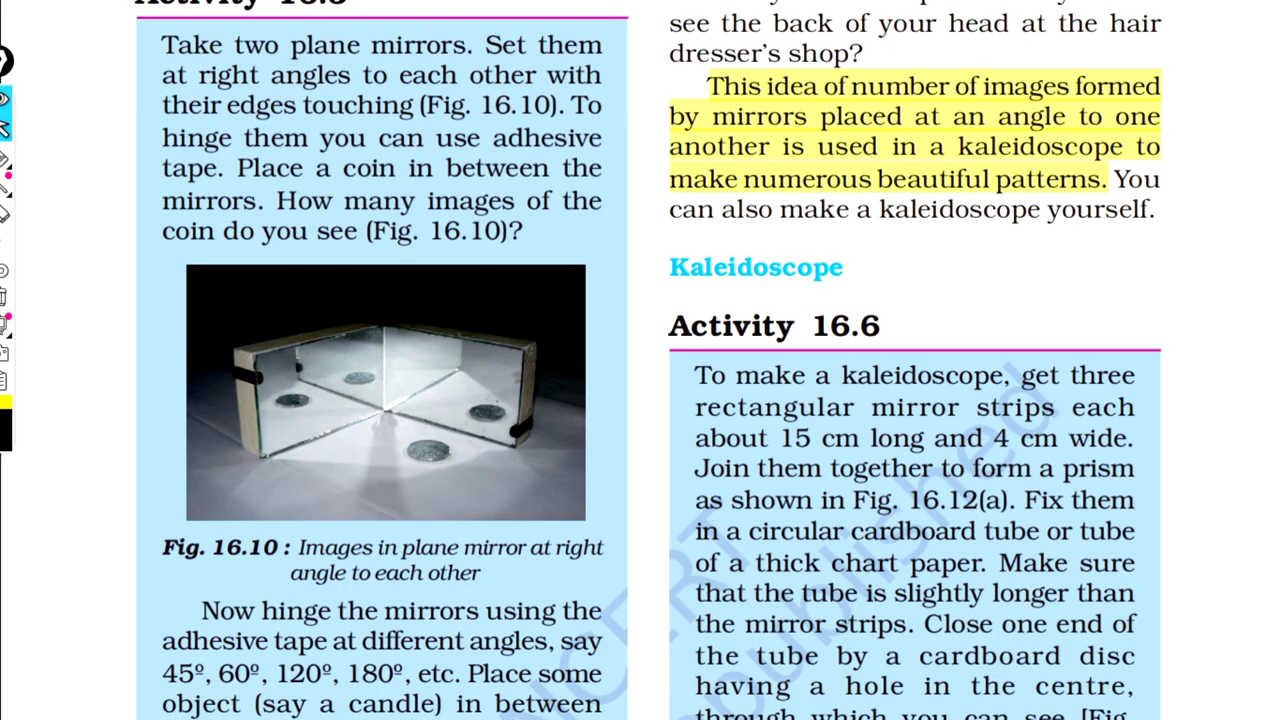 Activity 16.5
Take two plane mirrors. Set them
at right angles to each other with
their edges touching (Fig. 16.10). To
hinge them you can use adhesive
tape. Place a coin in between the
mirrors. How many images of the
coin do you see (Fig. 16.10)?
Fig. 16.10 : Images in plane mirror at right
angle to each other
Now hinge the mirrors using the
adhesive tape at different angles, say
45º, 60º, 120º, 180º, etc. Place some
object (say a candle) in between
see the back of your head at the hair
dresser’s shop?
This idea of number of images formed
by mirrors placed at an angle to one
another is used in a kaleidoscope to
make numerous beautiful patterns. You
can also make a kaleidoscope yourself.
Kaleidoscope
Activity 16.6
To make a kaleidoscope, get three
rectangular mirror strips each
about 15 cm long and 4 cm wide.
Join them together to form a prism
as shown in Fig. 16.12(a). Fix them
in a circular cardboard tube or tube
of a thick chart paper. Make sure
that the tube is slightly longer than
the mirror strips. Close one end of
the tube by a cardboard disc
having a hole in the centre,
through which you can see [Fig.